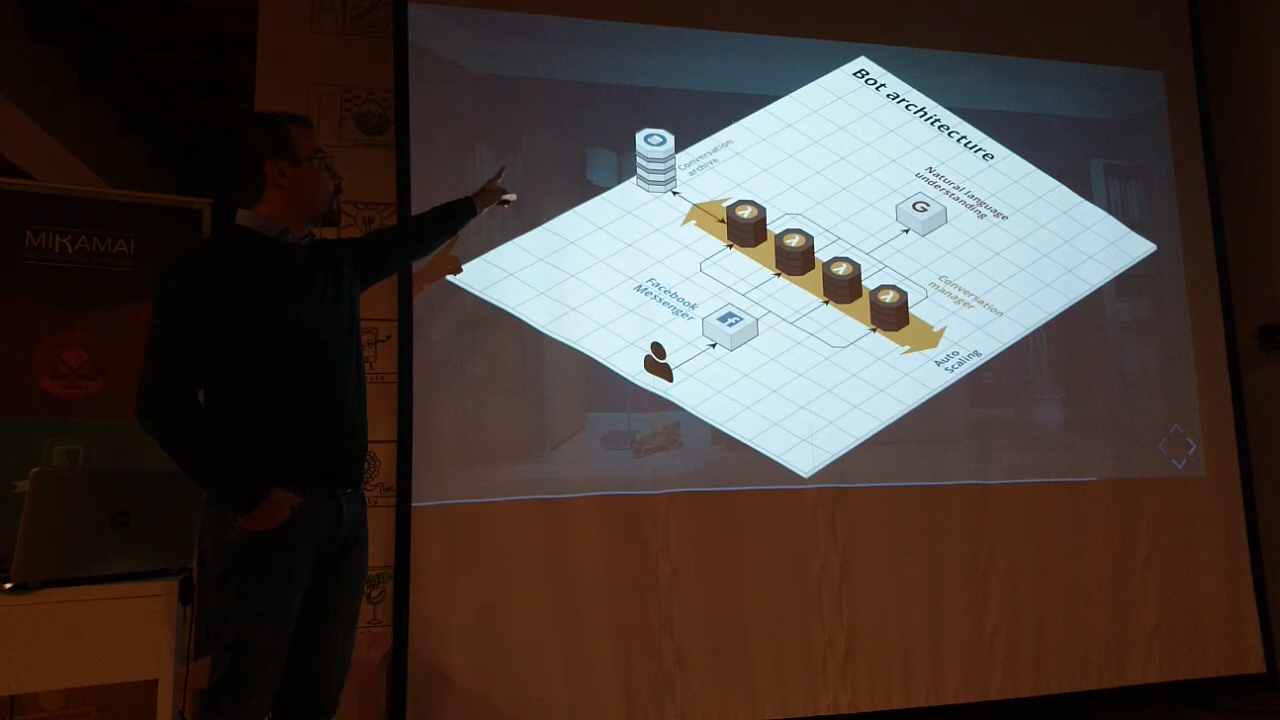 MIKAMAI
Bot architecture
Conversation
archive
Natural language
understanding
G
λ
λ
λ
λ
Facebook
Messenger
f
Conversation
manager
Auto
Scaling